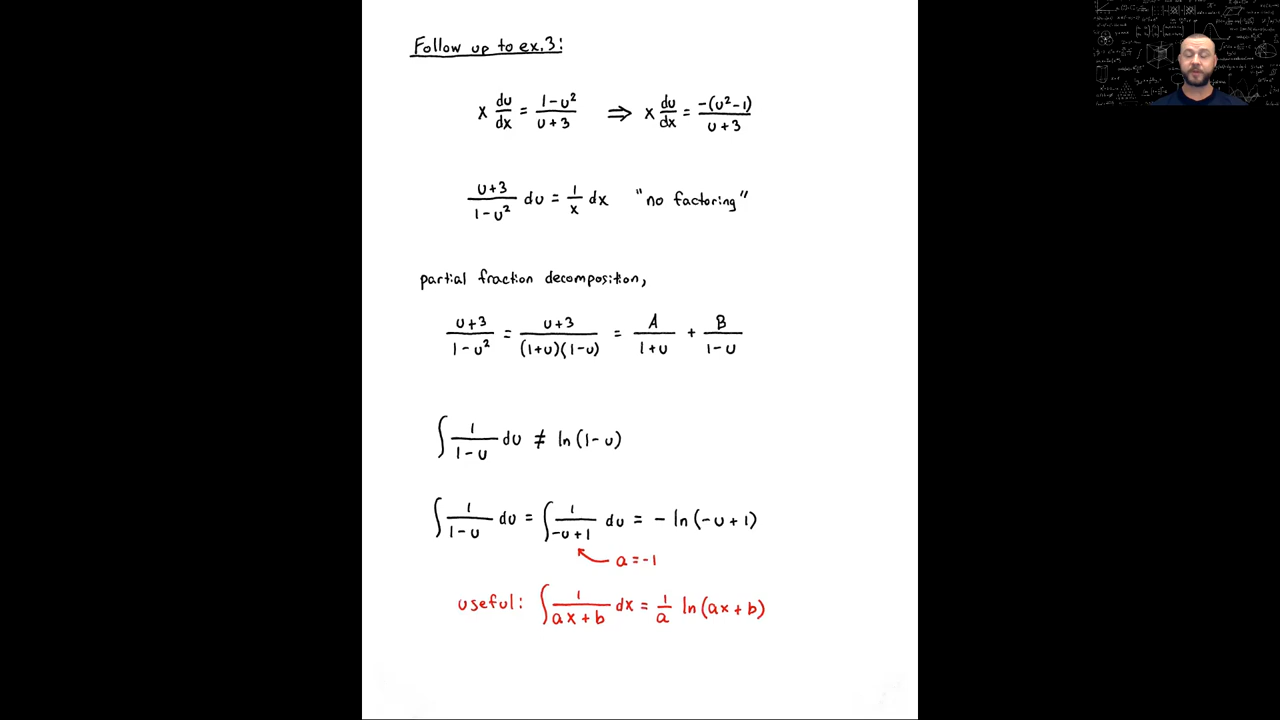 Follow up to ex.3:
x du/dx = (1-u²)/(u+3) ⇒ x du/dx = -(u²-1)/(u+3)
(u+3)/(1-u²) du = 1/x dx "no factoring"
partial fraction decomposition,
(u+3)/(1-u²) = (u+3)/((1+u)(1-u)) = A/(1+u) + B/(1-u)
∫ 1/(1-u) du ≠ ln(1-u)
∫ 1/(1-u) du = ∫ 1/(-u+1) du = - ln(-u+1)
a=-1
useful: ∫ 1/(ax+b) dx = 1/a ln(ax+b)